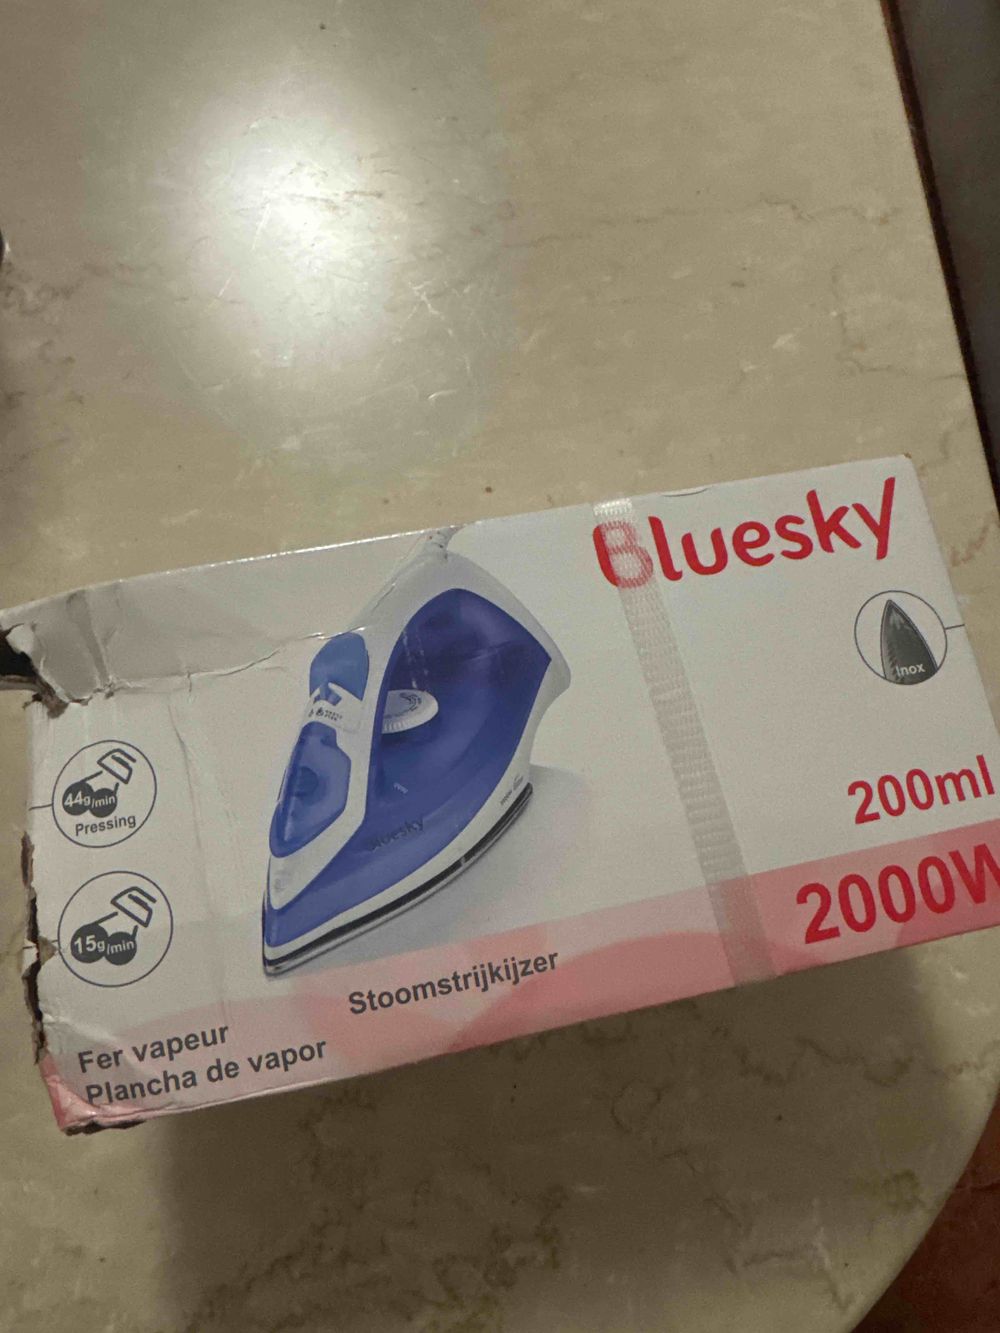 Bluesky
Inox
200ml
2000W
44g/min
Pressing
15g/min
Bluesky
Stoomstrijkijzer
Fer vapeur
Plancha de vapor